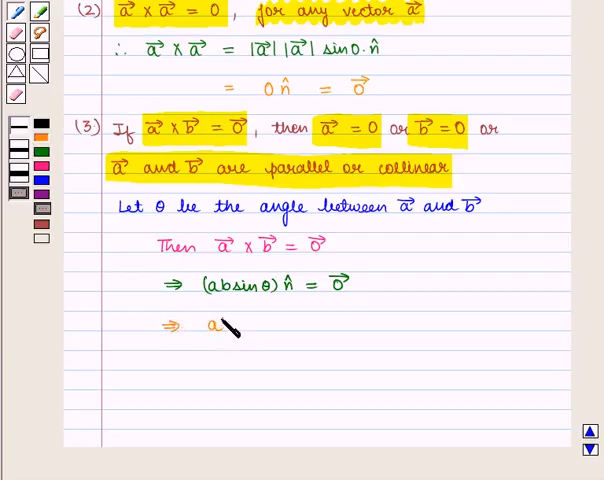 (2) a⃗ × a⃗ = 0, for any vector a⃗
∴ a⃗ × a⃗ = |a⃗| |a⃗| sin 0. n̂
= 0 n̂ = 0⃗
(3) If a⃗ × b⃗ = 0⃗, then a⃗ = 0 or b⃗ = 0 or
a⃗ and b⃗ are parallel or collinear
Let θ be the angle between a⃗ and b⃗
Then a⃗ × b⃗ = 0⃗
⇒ (ab sin θ) n̂ = 0⃗
⇒ a